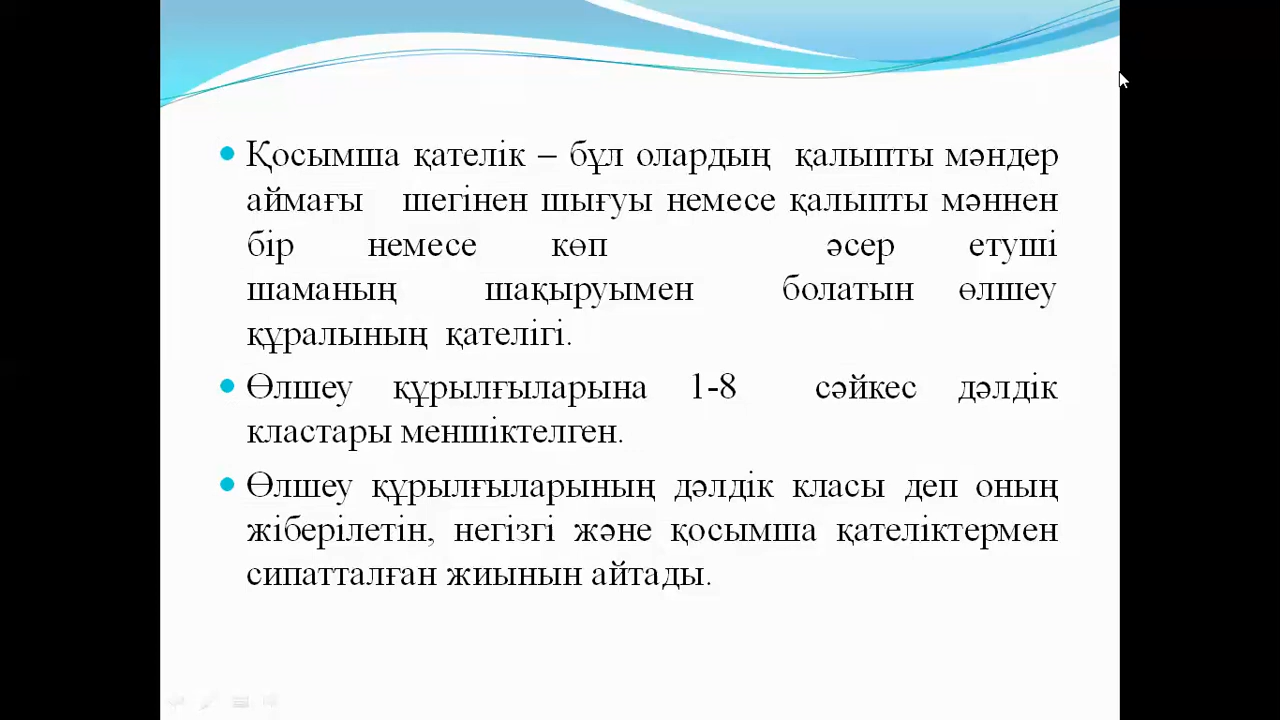 Қосымша қателік – бұл олардың қалыпты мәндер
аймағы шегінен шығуы немесе қалыпты мәннен
бір немесе көп әсер етуші
шаманың шақыруымен болатын өлшеу
құралының қателігі.
Өлшеу құрылғыларына 1-8 сәйкес дәлдік
кластары меншіктелген.
Өлшеу құрылғыларының дәлдік класы деп оның
жіберілетін, негізгі және қосымша қателіктермен
сипатталған жиынын айтады.